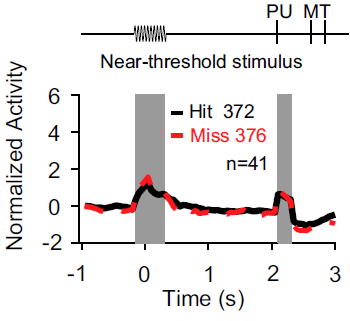 PU MT
Near-threshold stimulus
Normalized Activity
6
4
2
0
-2
Hit 372
Miss 376
n=41
-1 0 1 2 3
Time (s)